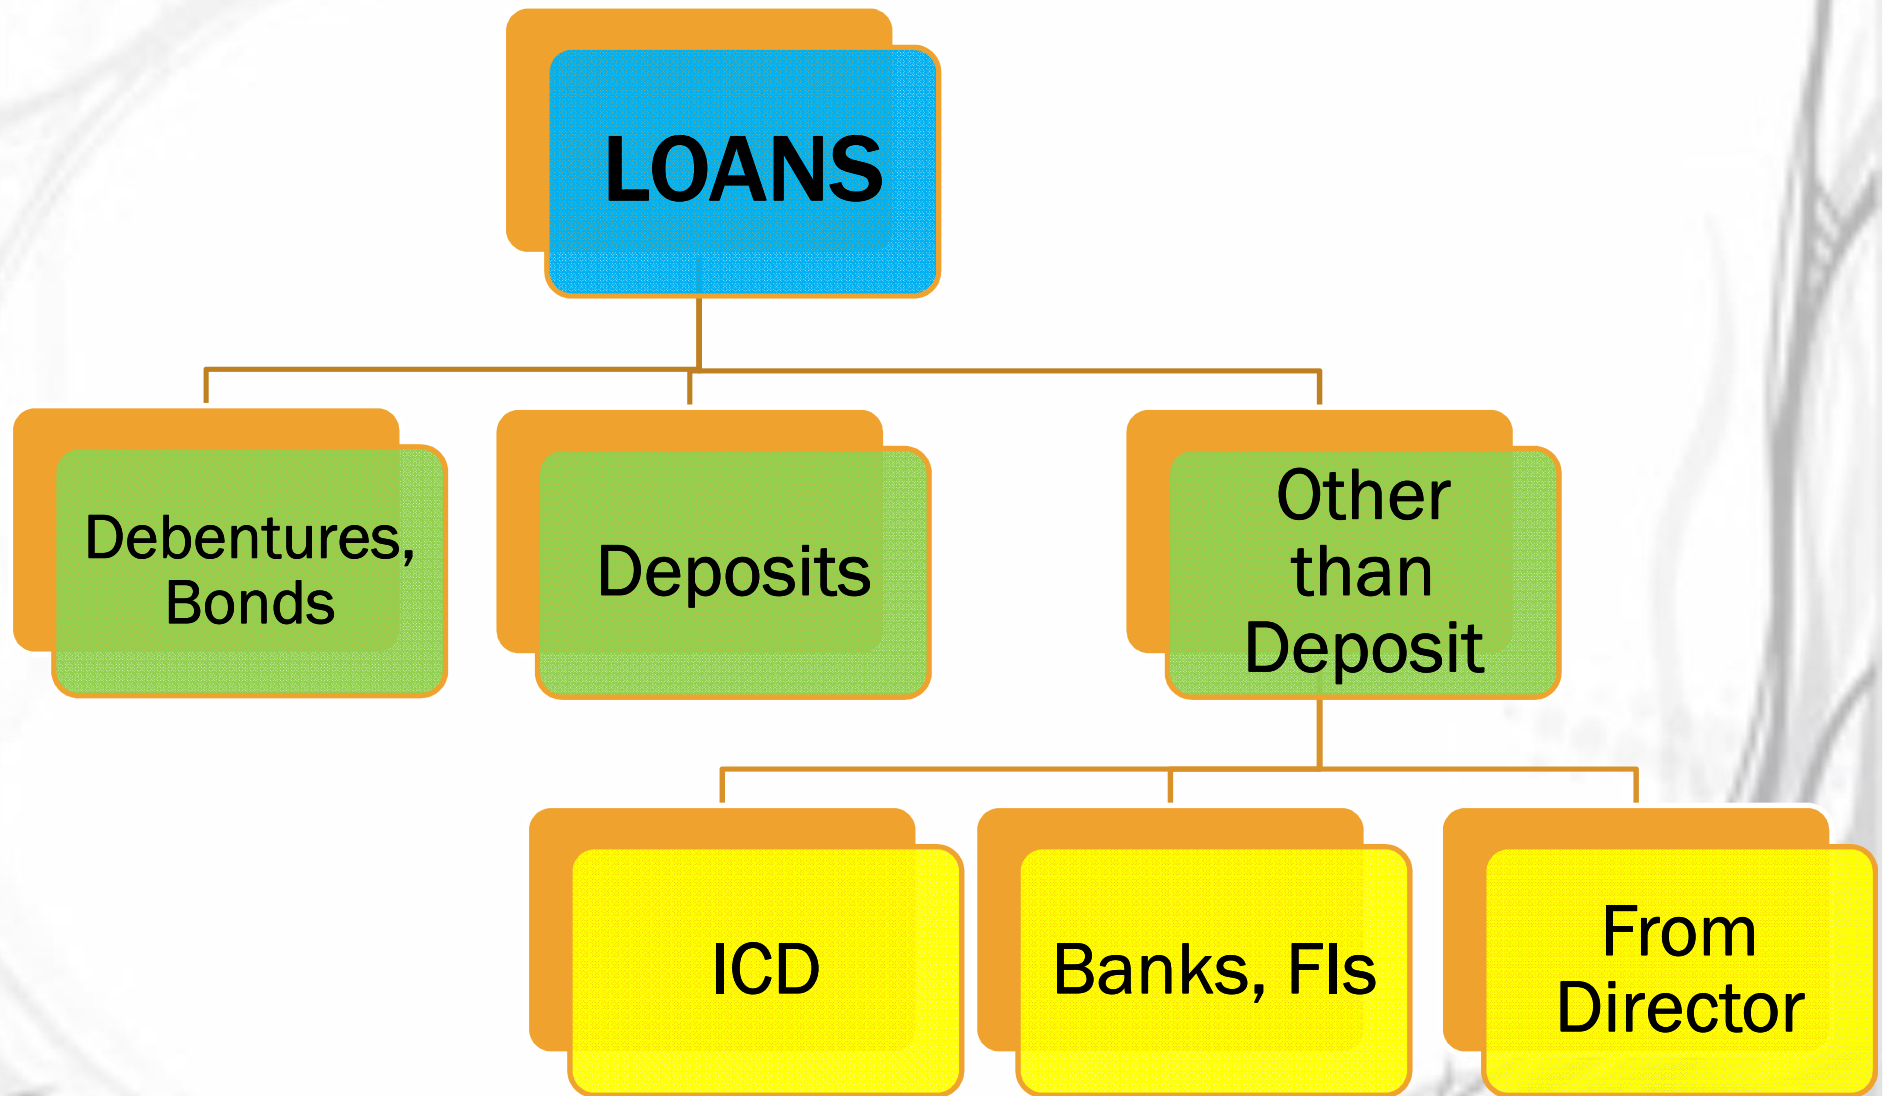 LOANS
Debentures,
Bonds
Deposits
Other
than
Deposit
ICD
Banks, FIs
From
Director